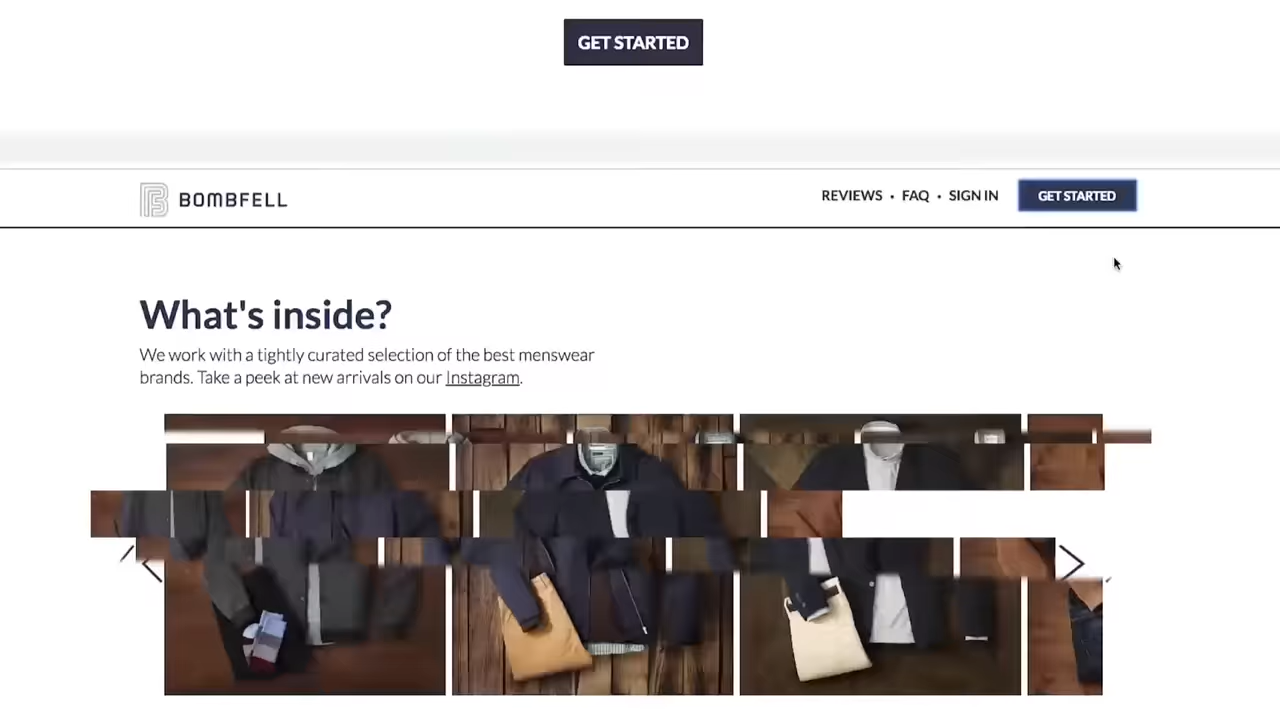 GET STARTED
BOMBFELL
REVIEWS • FAQ • SIGN IN
GET STARTED
What's inside?
We work with a tightly curated selection of the best menswear
brands. Take a peek at new arrivals on our Instagram.